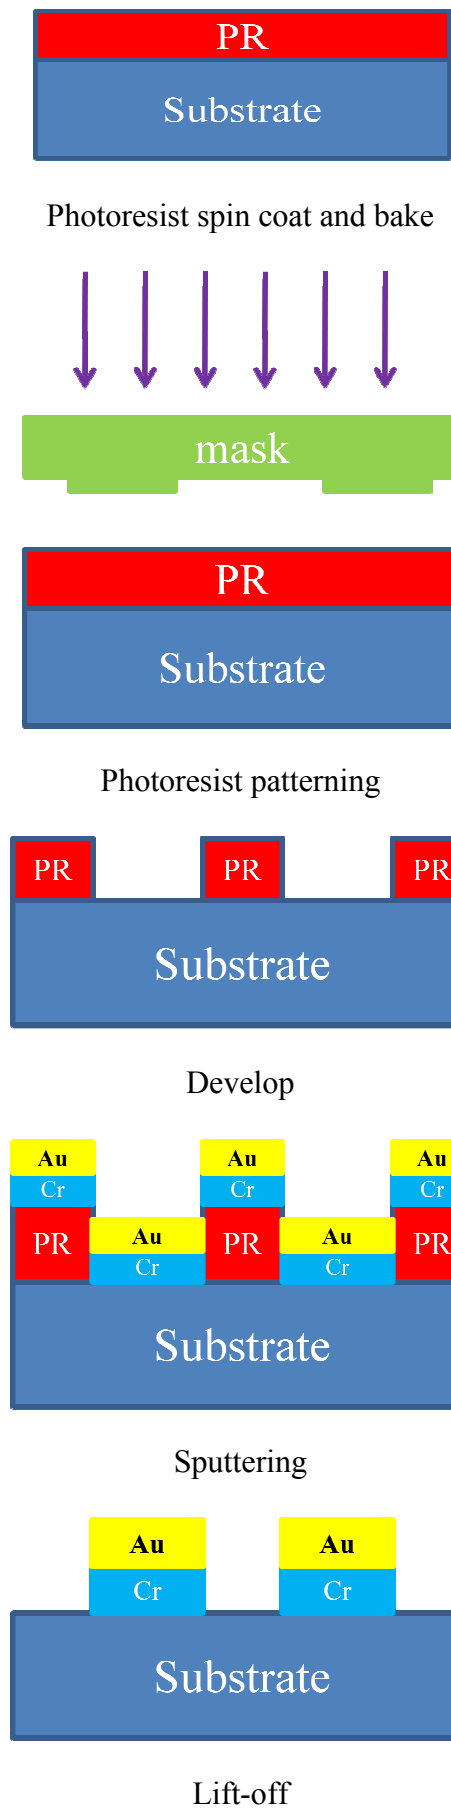 PR
Substrate
Photoresist spin coat and bake
mask
PR
Substrate
Photoresist patterning
PR PR PR
Substrate
Develop
Au Au Au
Cr Cr Cr
Au Au
PR PR PR
Cr Cr
Substrate
Sputtering
Au Au
Cr Cr
Substrate
Lift-off